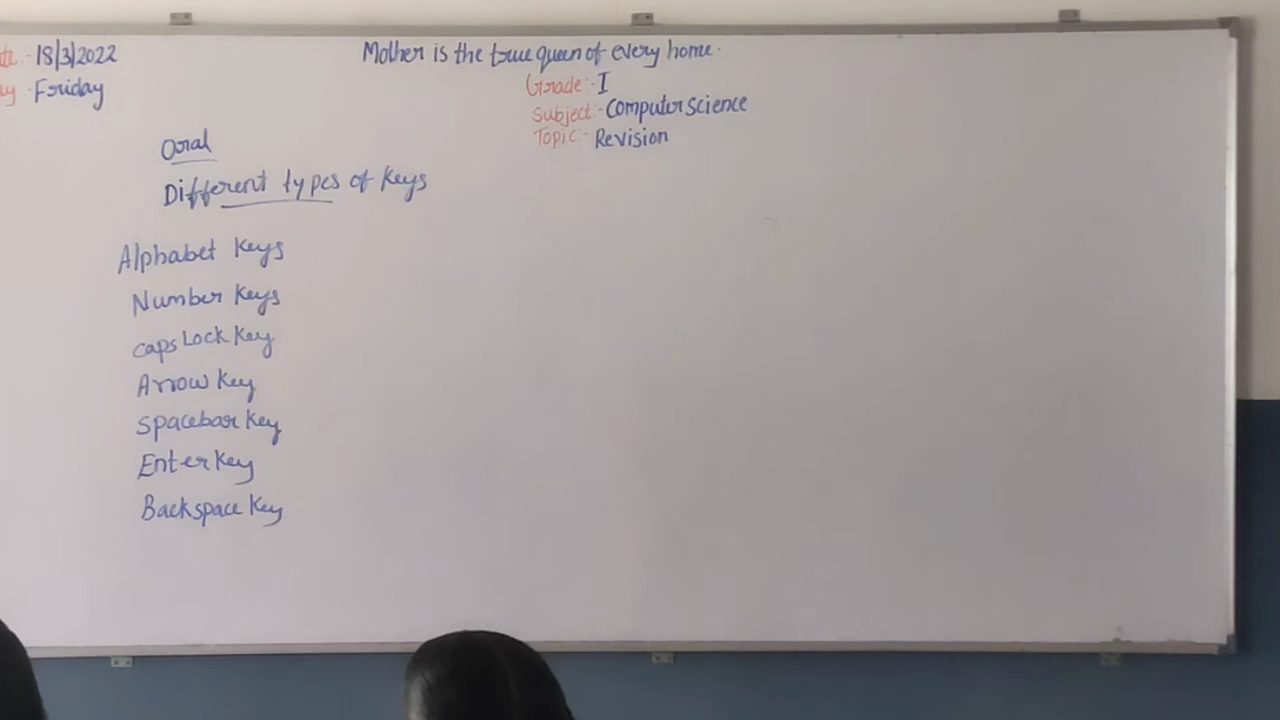 te:- 18/3/2022
Mother is the true queen of every home.
ay:- Friday
Grade:- I
Subject:- Computer science
Topic:- Revision
Oral
Different types of keys
Alphabet keys
Number keys
caps Lock key
Arrow key
Spacebar key
Enter key
Backspace key